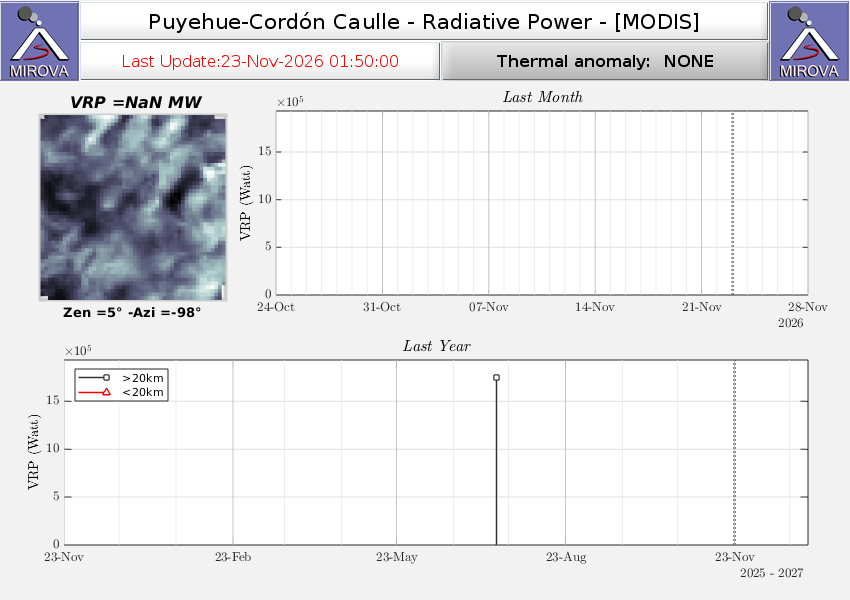 Puyehue-Cordón Caulle - Radiative Power - [MODIS]
MIROVA
Last Update:23-Nov-2026 01:50:00
Thermal anomaly: NONE
MIROVA
VRP =NaN MW
Zen =5° -Azi =-98°
Last Month
×10⁵
VRP (Watt)
15
10
5
0
24-Oct
31-Oct
07-Nov
14-Nov
21-Nov
28-Nov
2026
Last Year
×10⁵
VRP (Watt)
15
10
5
0
>20km
<20km
23-Nov
23-Feb
23-May
23-Aug
23-Nov
2025 - 2027